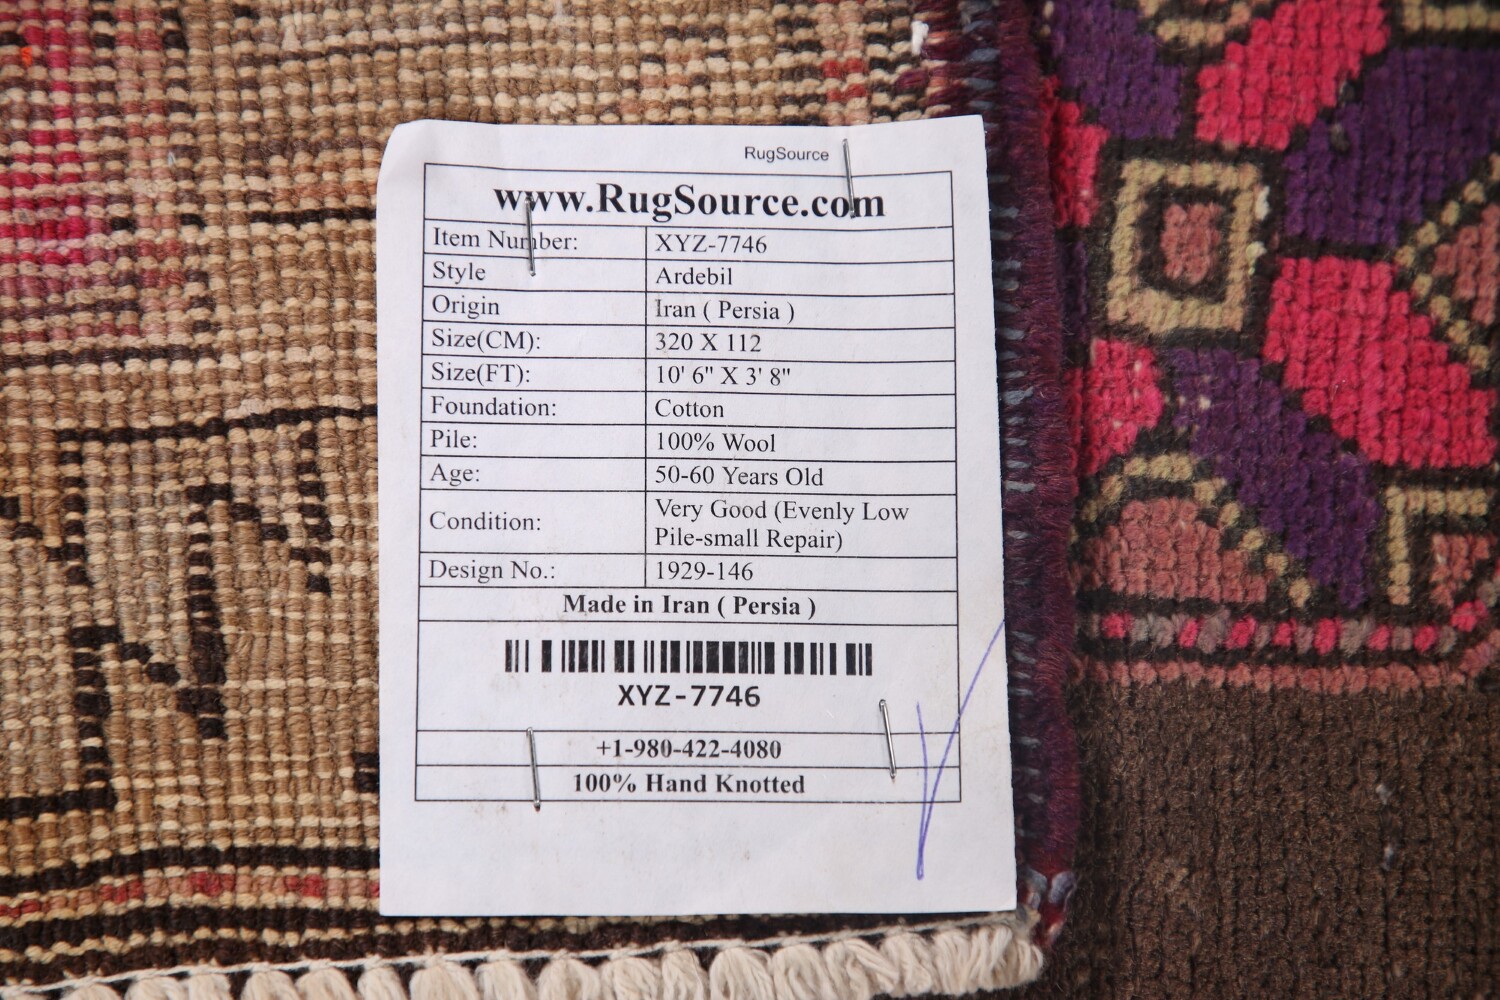 RugSource
www.RugSource.com
Item Number: XYZ-7746
Style Ardebil
Origin Iran ( Persia )
Size(CM): 320 X 112
Size(FT): 10' 6" X 3' 8"
Foundation: Cotton
Pile: 100% Wool
Age: 50-60 Years Old
Condition: Very Good (Evenly Low
Pile-small Repair)
Design No.: 1929-146
Made in Iran ( Persia )
XYZ-7746
+1-980-422-4080
100% Hand Knotted